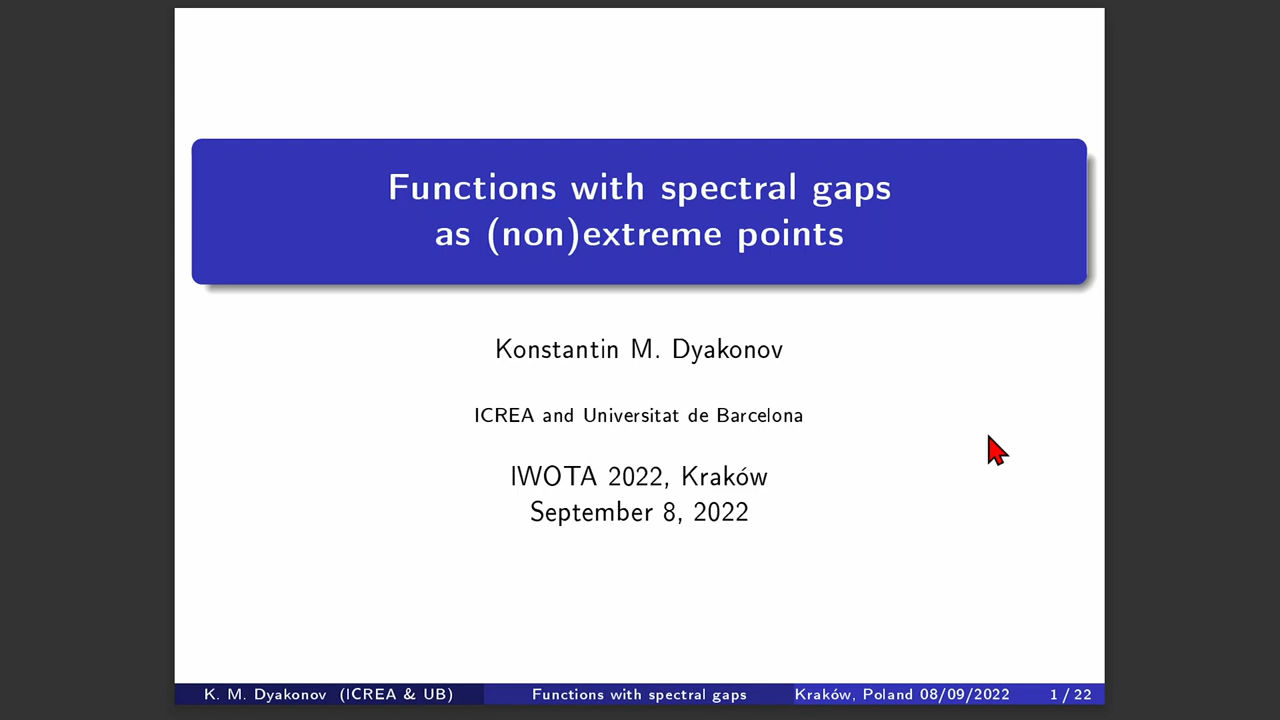 Functions with spectral gaps
as (non)extreme points
Konstantin M. Dyakonov
ICREA and Universitat de Barcelona
IWOTA 2022, Kraków
September 8, 2022
K. M. Dyakonov (ICREA & UB) Functions with spectral gaps Kraków, Poland 08/09/2022 1 / 22